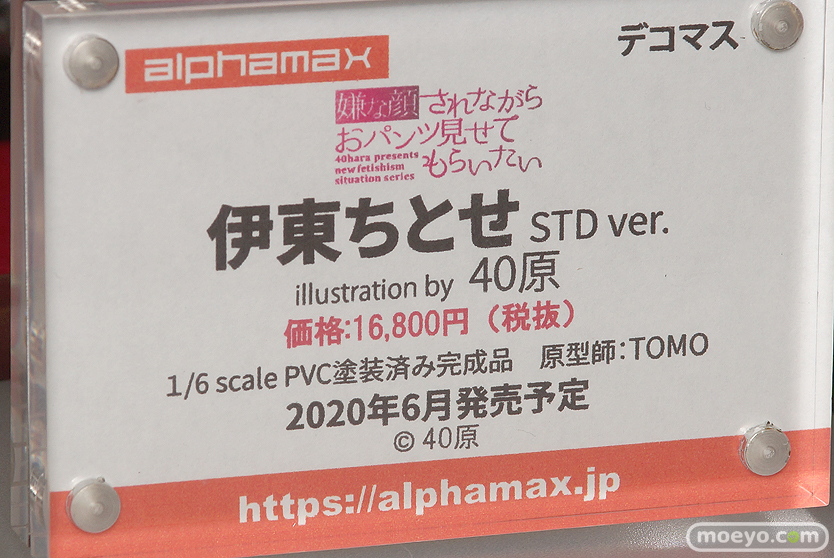 alphamax
デコマス
嫌な顔されながら
おパンツ見せて
もらいたい
40hara presents
new fetishism
situation series
伊東ちとせ STD ver.
illustration by 40原
価格:16,800円（税抜）
1/6 scale PVC塗装済み完成品 原型師：TOMO
2020年6月発売予定
© 40原
https://alphamax.jp
moeyo.com